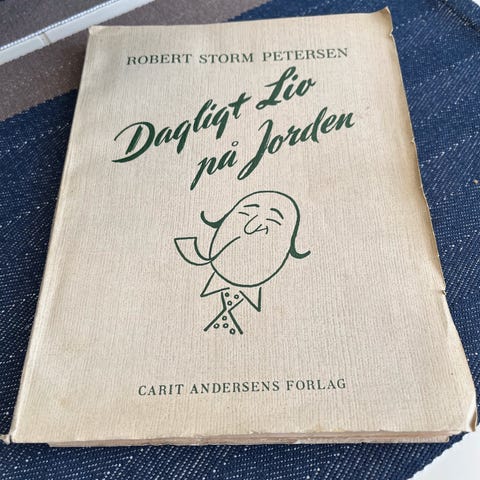 ROBERT STORM PETERSEN
Dagligt Liv
på Jorden
CARIT ANDERSENS FORLAG